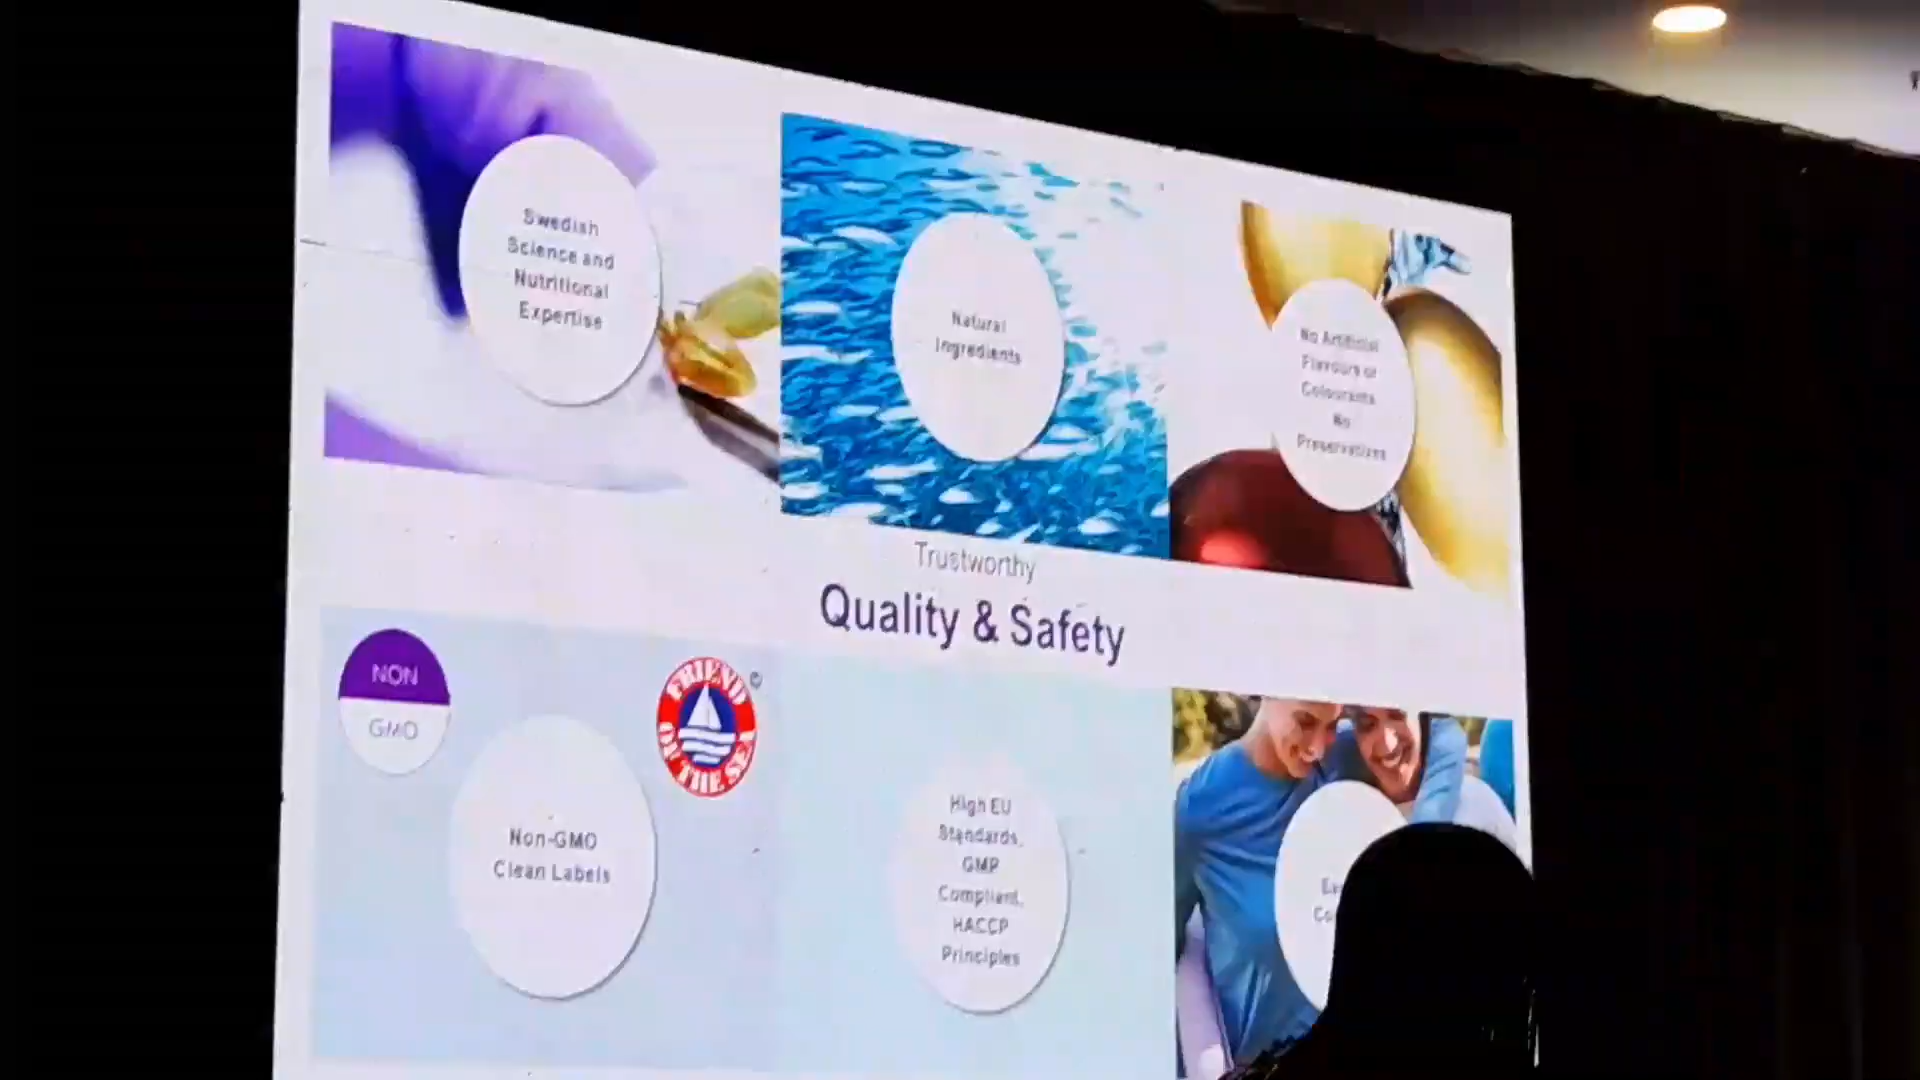 Swedish
Science and
Nutritional
Expertise
Natural
Ingredients
No Artificial
Flavours or
Colourants
No
Preservatives
Trustworthy
Quality & Safety
NON
GMO
FRIEND
OF THE SEA
©
Non-GMO
Clean Labels
High EU
Standards,
GMP
Compliant,
HACCP
Principles